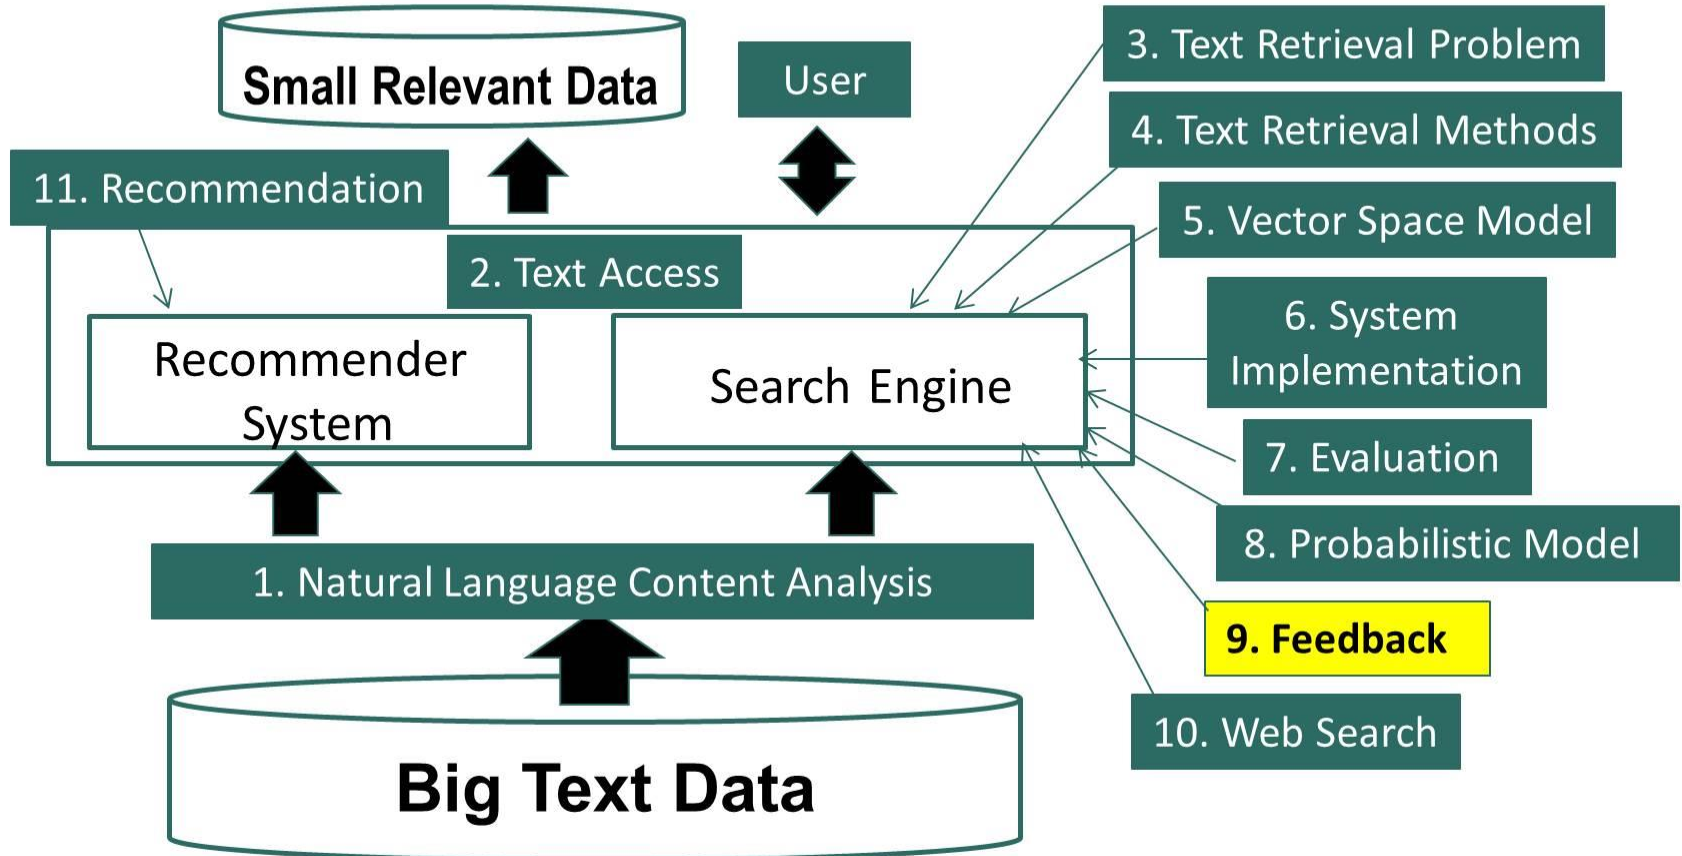 Small Relevant Data
User
3. Text Retrieval Problem
4. Text Retrieval Methods
11. Recommendation
5. Vector Space Model
2. Text Access
6. System
Implementation
Recommender
System
Search Engine
7. Evaluation
8. Probabilistic Model
1. Natural Language Content Analysis
9. Feedback
10. Web Search
Big Text Data